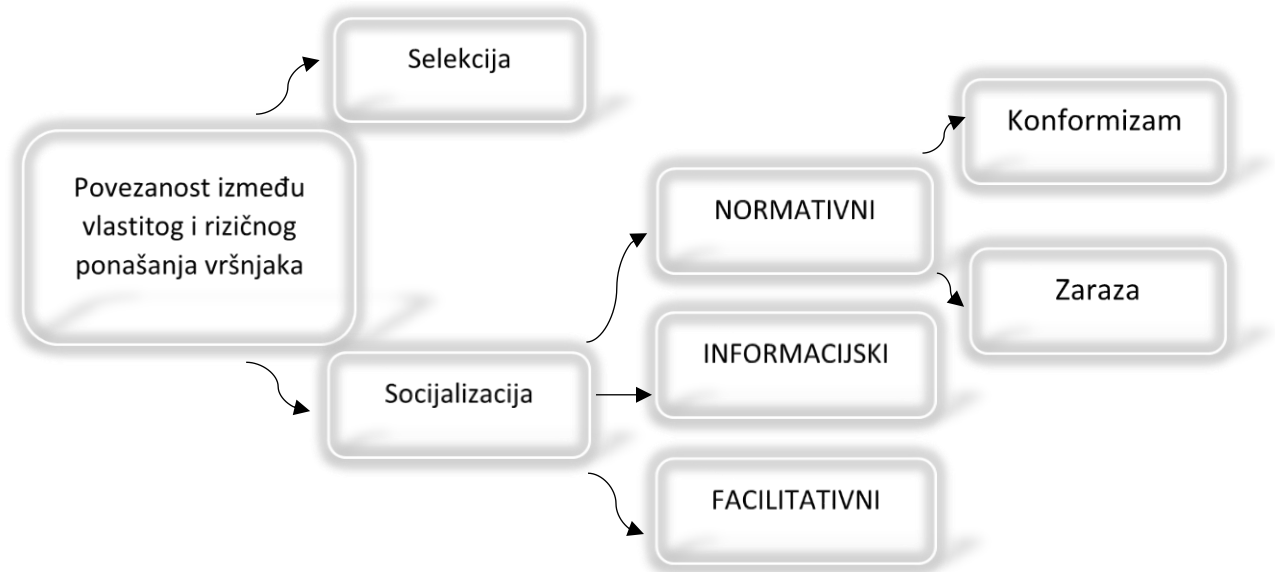 Selekcija
Povezanost između
vlastitog i rizičnog
ponašanja vršnjaka
Socijalizacija
NORMATIVNI
INFORMACIJSKI
FACILITATIVNI
Konformizam
Zaraza